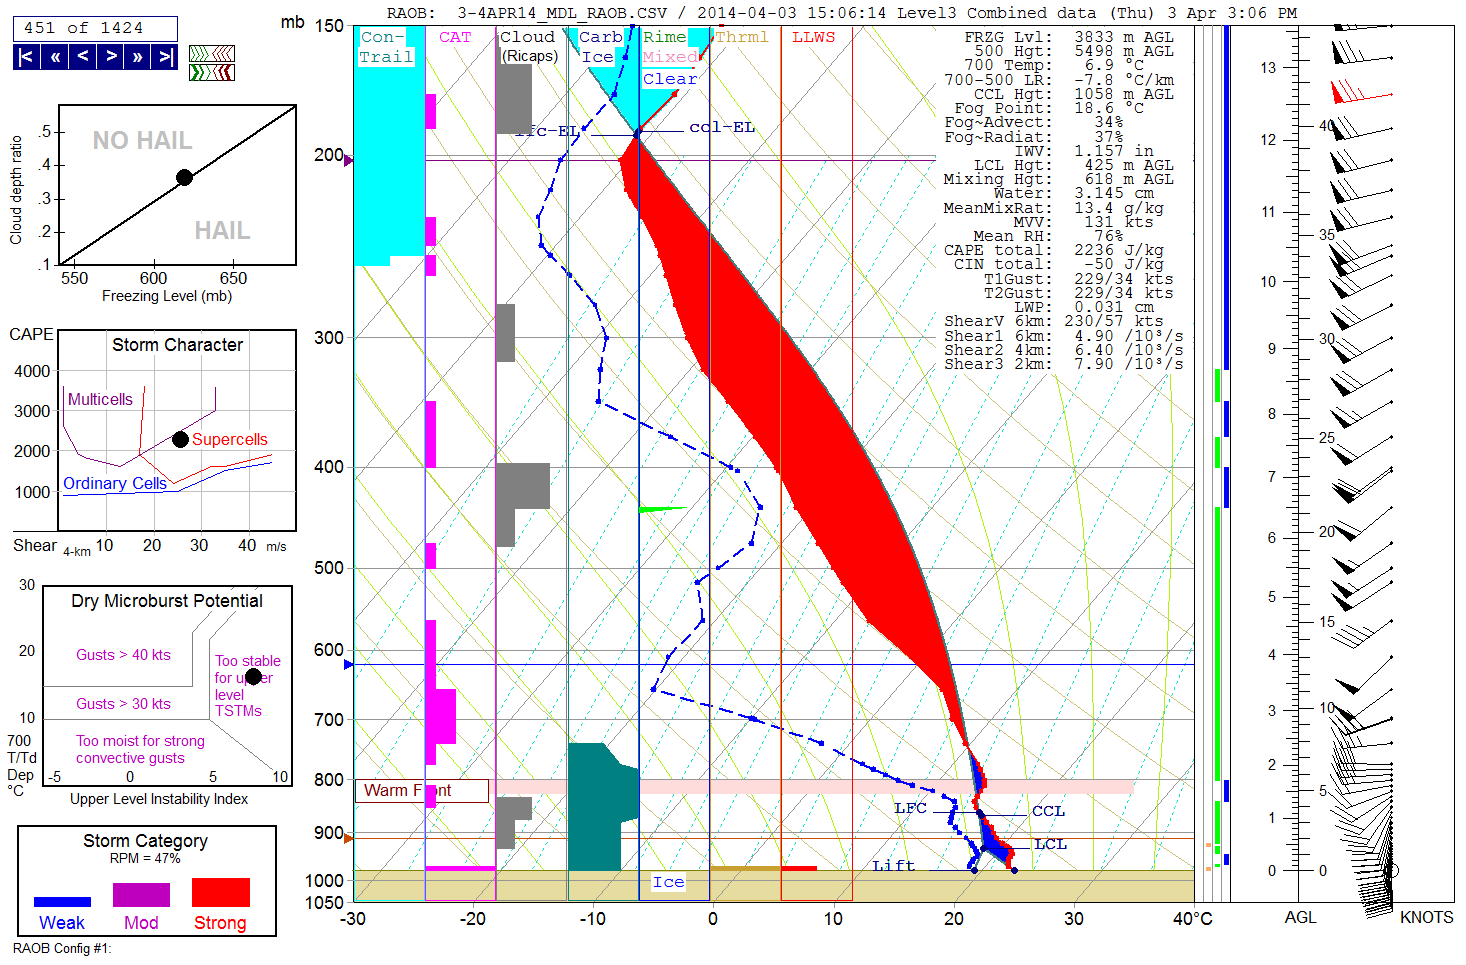 RAOB: 3-4APR14_MDL_RAOB.CSV / 2014-04-03 15:06:14 Level3 Combined data (Thu) 3 Apr 3:06 PM
451 of 1424
|< « < > » >|
NO HAIL
HAIL
Cloud depth ratio
.5
.4
.3
.2
.1
550 600 650
Freezing Level (mb)
CAPE
Storm Character
4000
3000
2000
1000
Multicells
Supercells
Ordinary Cells
Shear 4-km 10 20 30 40 m/s
30
20
10
Dry Microburst Potential
Gusts > 40 kts
Gusts > 30 kts
Too stable
for upper
level
TSTMs
Too moist for strong
convective gusts
700
T/Td
Dep
°C
-5 0 5 10
Upper Level Instability Index
Storm Category
RPM = 47%
Weak Mod Strong
RAOB Config #1:
mb
150
200
300
400
500
600
700
800
900
1000
1050
Con-
Trail
CAT
Cloud
(Ricaps)
Carb
Ice
Rime
Mixed
Clear
Thrml
LLWS
lfc-EL
ccl-EL
Warm Front
LFC
CCL
LCL
Lift
Ice
-30 -20 -10 0 10 20 30 40°C
FRZG Lvl: 3833 m AGL
500 Hgt: 5498 m AGL
700 Temp: 6.9 °C
700-500 LR: -7.8 °C/km
CCL Hgt: 1058 m AGL
Fog Point: 18.6 °C
Fog~Advect: 34%
Fog~Radiat: 37%
IWV: 1.157 in
LCL Hgt: 425 m AGL
Mixing Hgt: 618 m AGL
Water: 3.145 cm
MeanMixRat: 13.4 g/kg
MVV: 131 kts
Mean RH: 76%
CAPE total: 2236 J/kg
CIN total: -50 J/kg
T1Gust: 229/34 kts
T2Gust: 229/34 kts
LWP: 0.031 cm
ShearV 6km: 230/57 kts
Shear1 6km: 4.90 /10³/s
Shear2 4km: 6.40 /10³/s
Shear3 2km: 7.90 /10³/s
13
12
11
10
9
8
7
6
5
4
3
2
1
0
40
35
30
25
20
15
10
5
0
AGL KNOTS